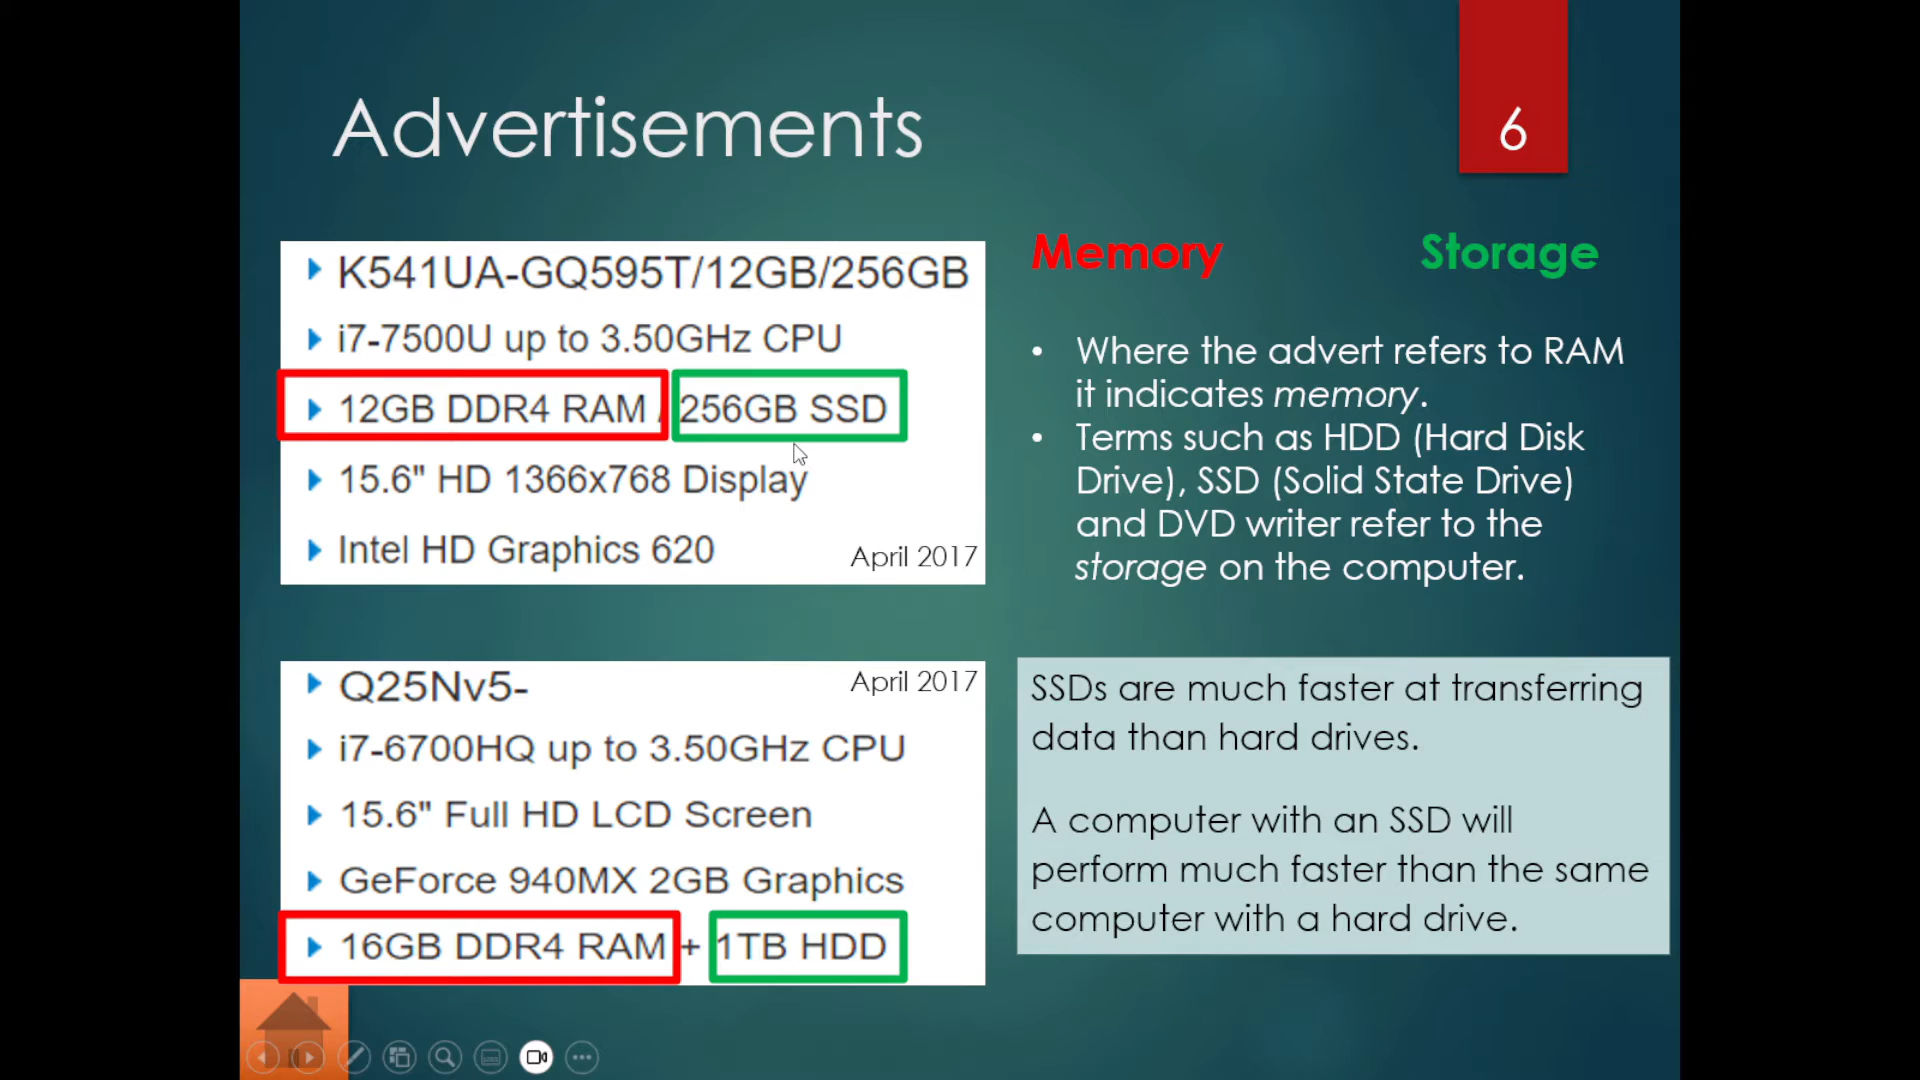 Advertisements
6
K541UA-GQ595T/12GB/256GB
i7-7500U up to 3.50GHz CPU
12GB DDR4 RAM / 256GB SSD
15.6" HD 1366x768 Display
Intel HD Graphics 620
April 2017
Memory
Storage
• Where the advert refers to RAM
it indicates memory.
• Terms such as HDD (Hard Disk
Drive), SSD (Solid State Drive)
and DVD writer refer to the
storage on the computer.
Q25Nv5-
April 2017
i7-6700HQ up to 3.50GHz CPU
15.6" Full HD LCD Screen
GeForce 940MX 2GB Graphics
16GB DDR4 RAM + 1TB HDD
SSDs are much faster at transferring
data than hard drives.
A computer with an SSD will
perform much faster than the same
computer with a hard drive.